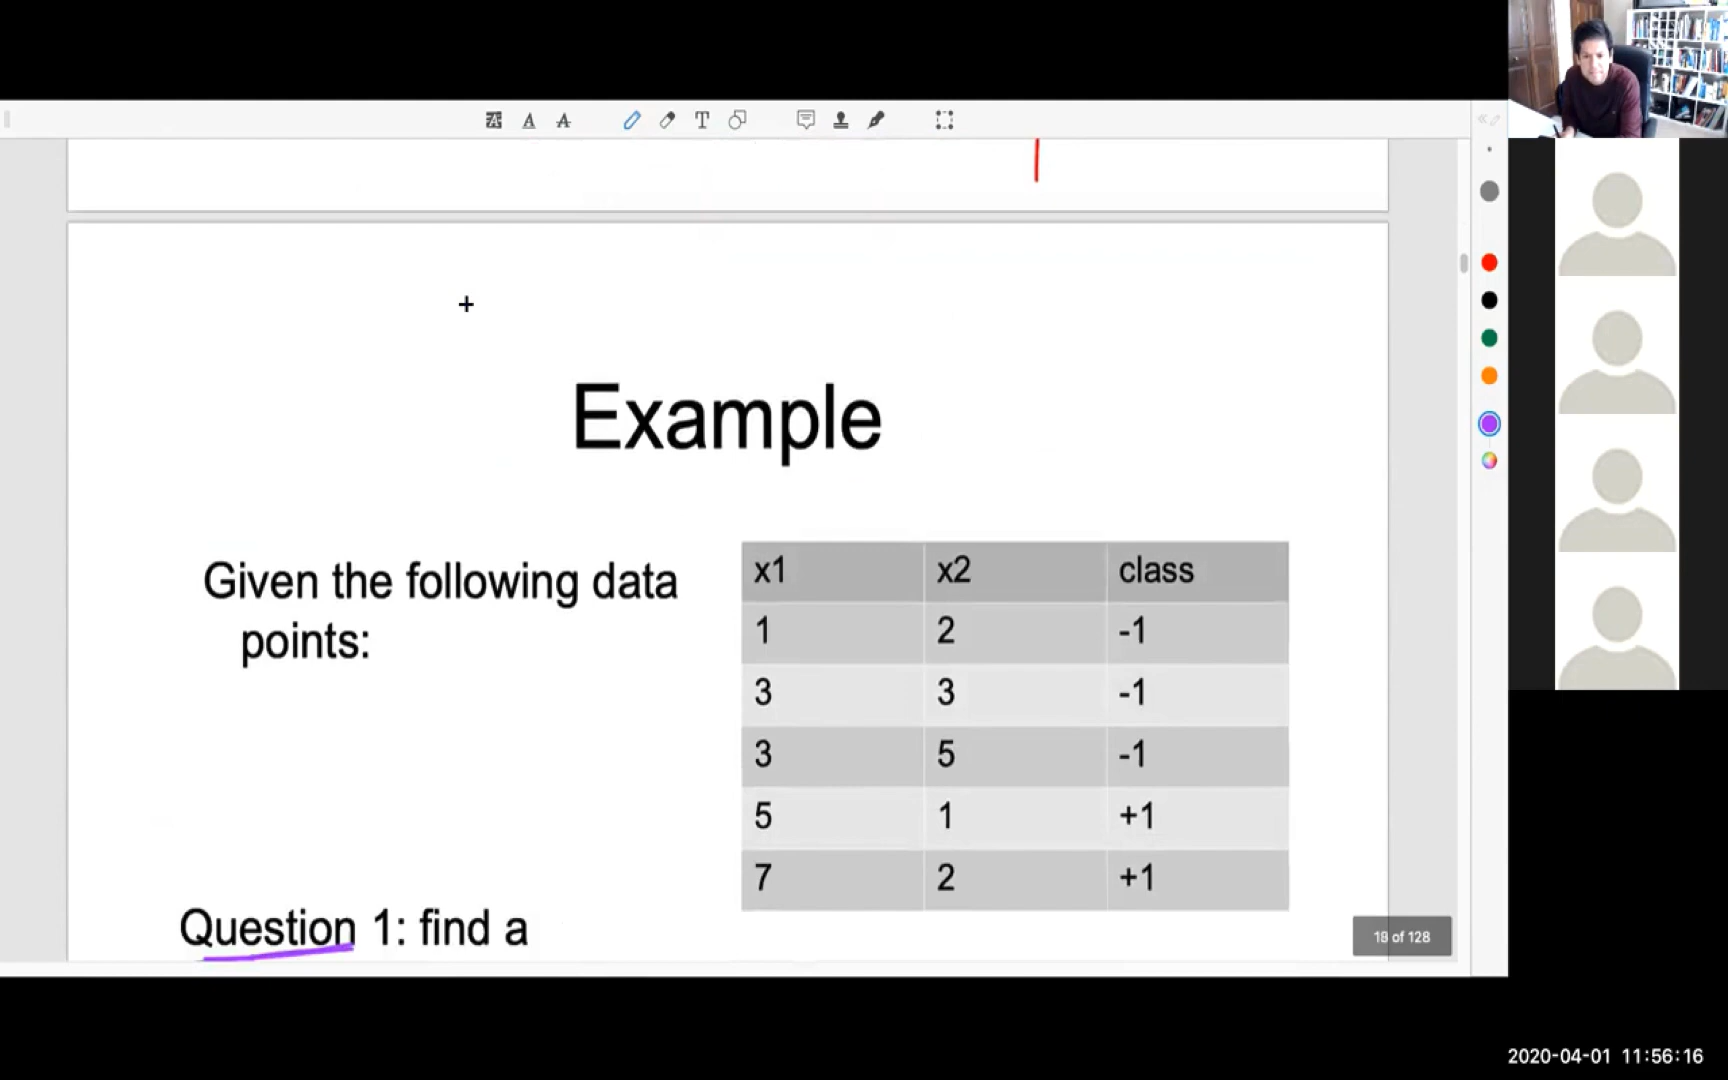 Example
Given the following data
points:
x1 x2 class
1 2 -1
3 3 -1
3 5 -1
5 1 +1
7 2 +1
Question 1: find a
18 of 128
2020-04-01 11:56:16